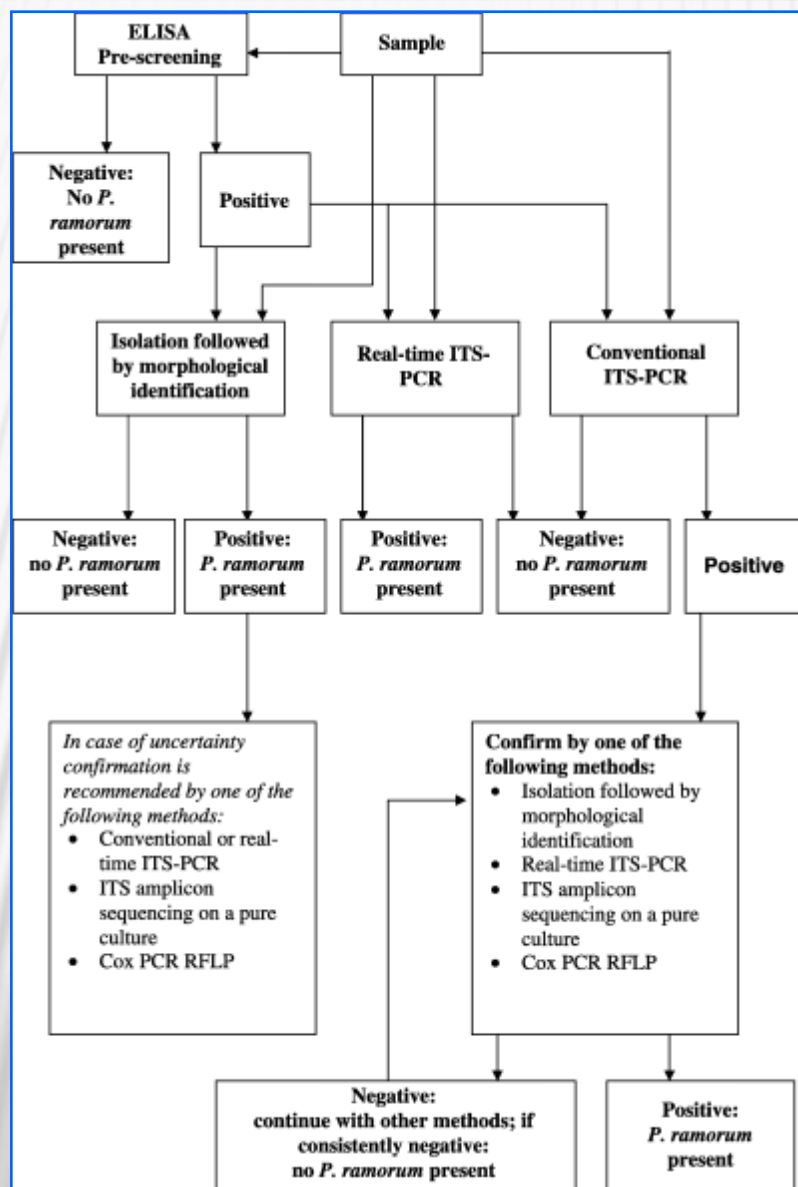 ELISA
Pre-screening
Sample
Negative:
No P.
ramorum
present
Positive
Isolation followed
by morphological
identification
Real-time ITS-
PCR
Conventional
ITS-PCR
Negative:
no P. ramorum
present
Positive:
P. ramorum
present
Positive:
P. ramorum
present
Negative:
no P. ramorum
present
Positive
In case of uncertainty
confirmation is
recommended by one of the
following methods:
• Conventional or real-
time ITS-PCR
• ITS amplicon
sequencing on a pure
culture
• Cox PCR RFLP
Confirm by one of the
following methods:
• Isolation followed by
morphological
identification
• Real-time ITS-PCR
• ITS amplicon
sequencing on a pure
culture
• Cox PCR RFLP
Negative:
continue with other methods; if
consistently negative:
no P. ramorum present
Positive:
P. ramorum
present